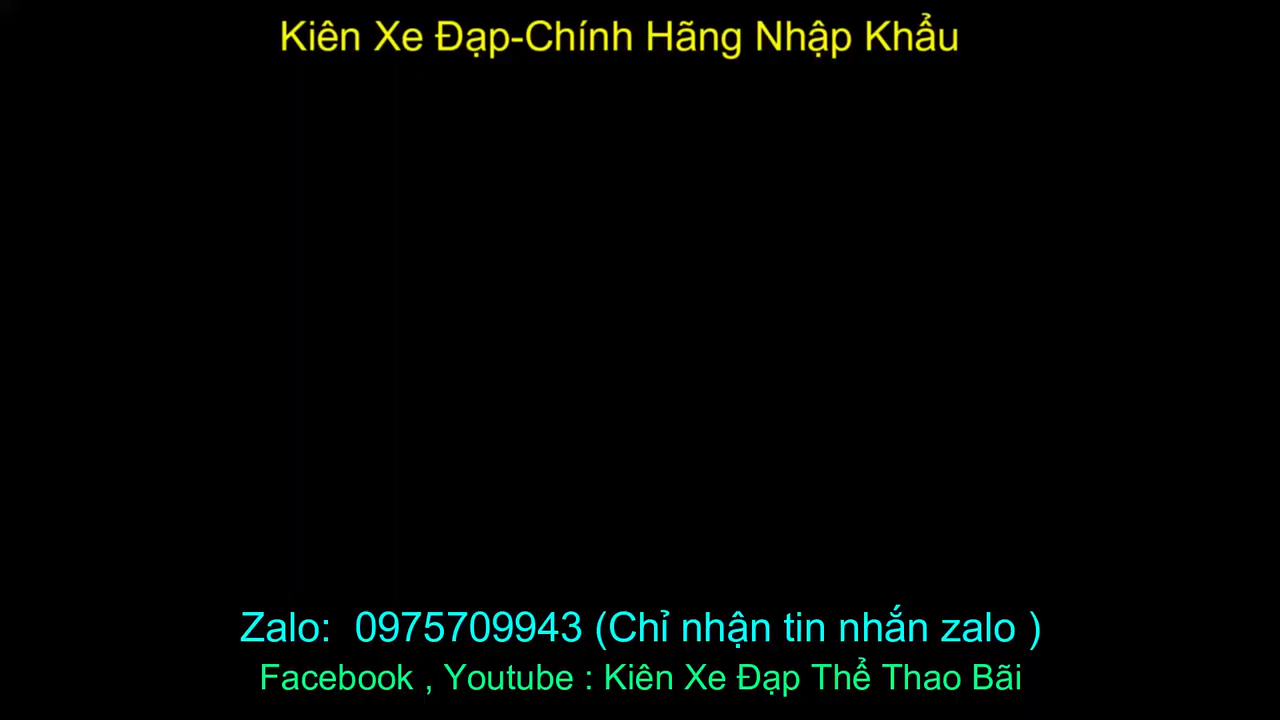 Kiên Xe Đạp-Chính Hãng Nhập Khẩu
Zalo:  0975709943 (Chỉ nhận tin nhắn zalo )
Facebook , Youtube : Kiên Xe Đạp Thể Thao Bãi